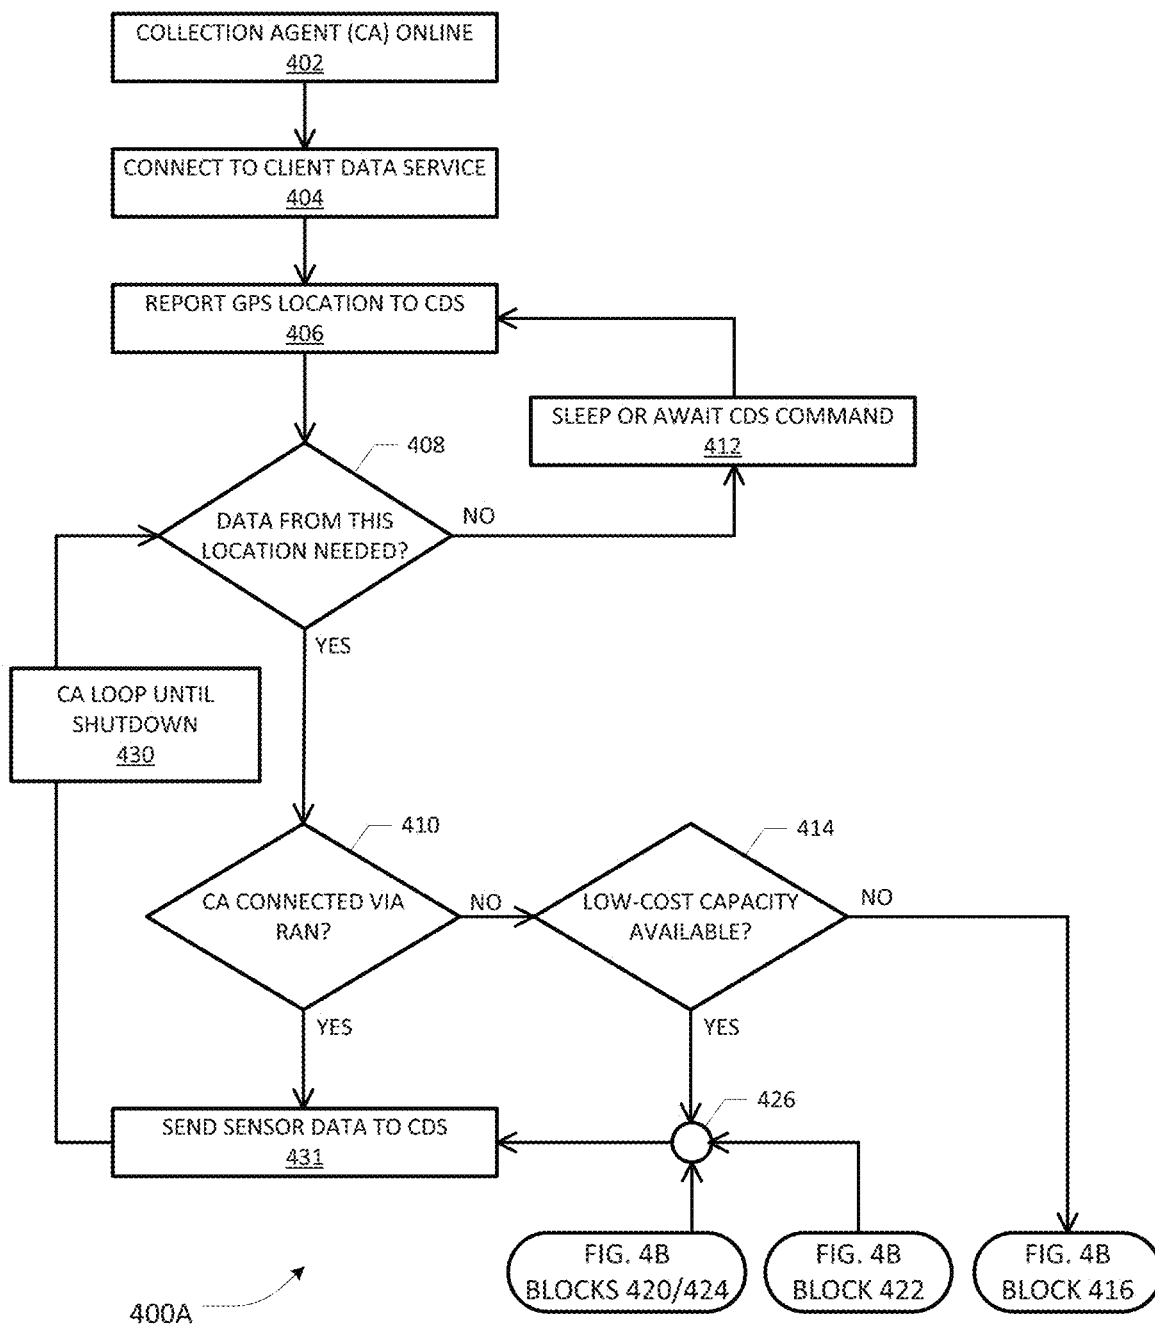 COLLECTION AGENT (CA) ONLINE
402
CONNECT TO CLIENT DATA SERVICE
404
REPORT GPS LOCATION TO CDS
406
SLEEP OR AWAIT CDS COMMAND
412
408
DATA FROM THIS
LOCATION NEEDED?
NO
YES
CA LOOP UNTIL
SHUTDOWN
430
410
CA CONNECTED VIA
RAN?
NO
YES
414
LOW-COST CAPACITY
AVAILABLE?
NO
YES
426
SEND SENSOR DATA TO CDS
431
FIG. 4B
BLOCKS 420/424
FIG. 4B
BLOCK 422
FIG. 4B
BLOCK 416
400A